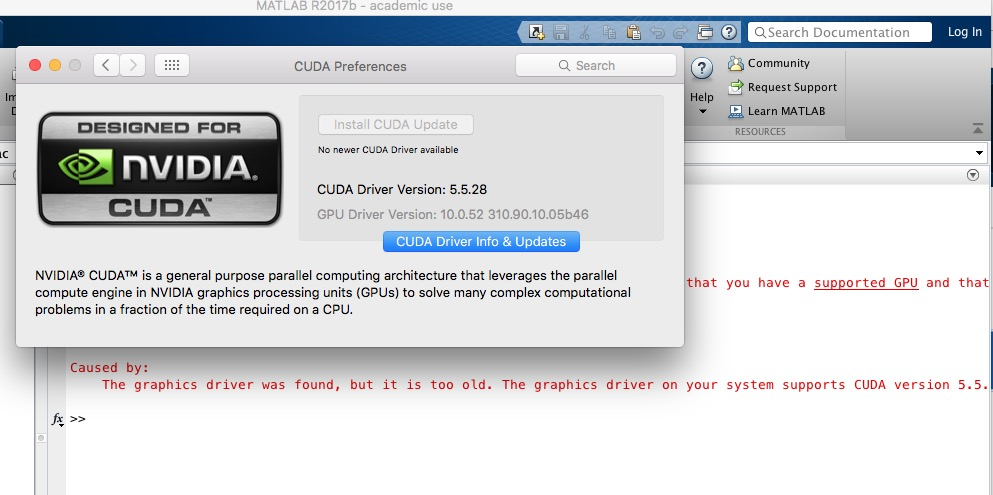 MATLAB R2017b - academic use
Search Documentation
Log In
CUDA Preferences
Search
Help
Community
Request Support
Learn MATLAB
RESOURCES
DESIGNED FOR
NVIDIA.
CUDA™
Install CUDA Update
No newer CUDA Driver available
CUDA Driver Version: 5.5.28
GPU Driver Version: 10.0.52 310.90.10.05b46
CUDA Driver Info & Updates
NVIDIA® CUDA™ is a general purpose parallel computing architecture that leverages the parallel
compute engine in NVIDIA graphics processing units (GPUs) to solve many complex computational
problems in a fraction of the time required on a CPU.
that you have a supported GPU and that
Caused by:
The graphics driver was found, but it is too old. The graphics driver on your system supports CUDA version 5.5.
fx >>